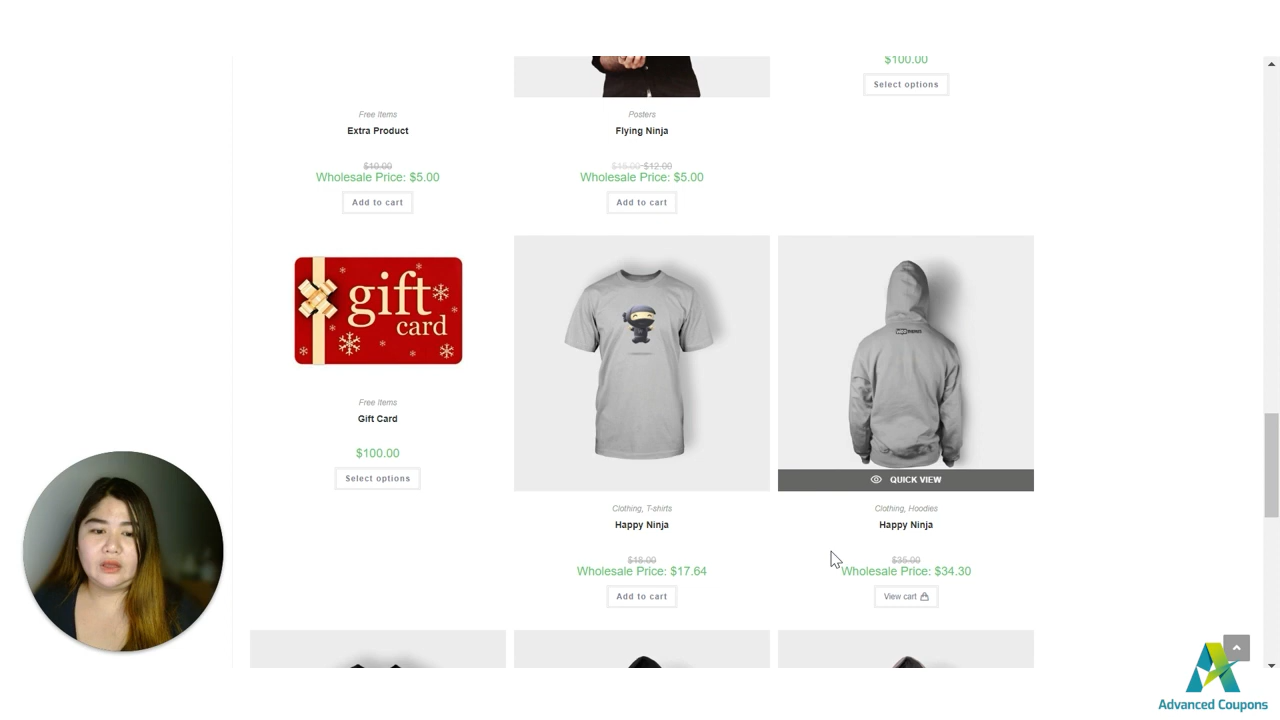 $100.00
Select options
Free Items
Extra Product
$10.00
Wholesale Price: $5.00
Add to cart
Posters
Flying Ninja
$15.00 $12.00
Wholesale Price: $5.00
Add to cart
gift
card
Free Items
Gift Card
$100.00
Select options
Clothing, T-shirts
Happy Ninja
$18.00
Wholesale Price: $17.64
Add to cart
QUICK VIEW
Clothing, Hoodies
Happy Ninja
$35.00
Wholesale Price: $34.30
View cart
Advanced Coupons